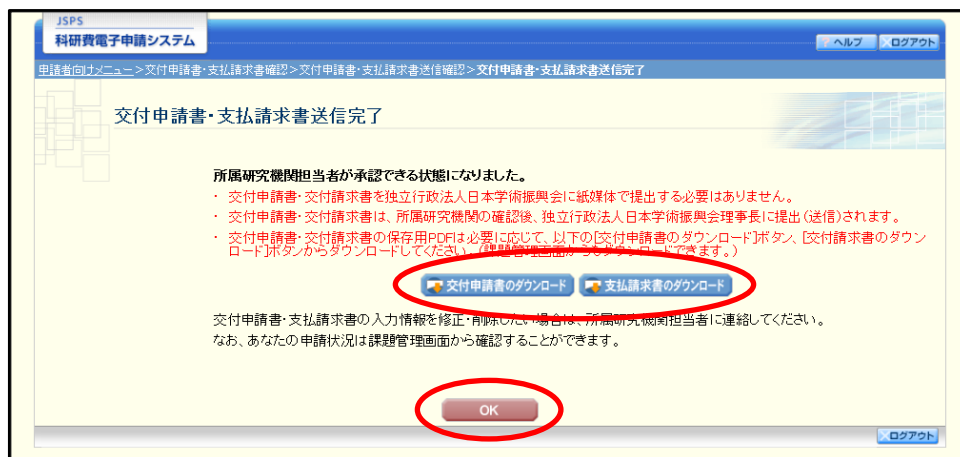 JSPS
科研費電子申請システム
ヘルプ
ログアウト
申請者向けメニュー>交付申請書・支払請求書確認>交付申請書・支払請求書送信確認>交付申請書・支払請求書送信完了
交付申請書・支払請求書送信完了
所属研究機関担当者が承認できる状態になりました。
・ 交付申請書・交付請求書を独立行政法人日本学術振興会に紙媒体で提出する必要はありません。
・ 交付申請書・交付請求書は、所属研究機関の確認後、独立行政法人日本学術振興会理事長に提出(送信)されます。
・ 交付申請書・交付請求書の保存用PDFは必要に応じて、以下の[交付申請書のダウンロード]ボタン、[交付請求書のダウン
ロード]ボタンからダウンロードしてください。(課題管理画面からもダウンロードできます。)
交付申請書のダウンロード
支払請求書のダウンロード
交付申請書・支払請求書の入力情報を修正・削除したい場合は、所属研究機関担当者に連絡してください。
なお、あなたの申請状況は課題管理画面から確認することができます。
OK
ログアウト